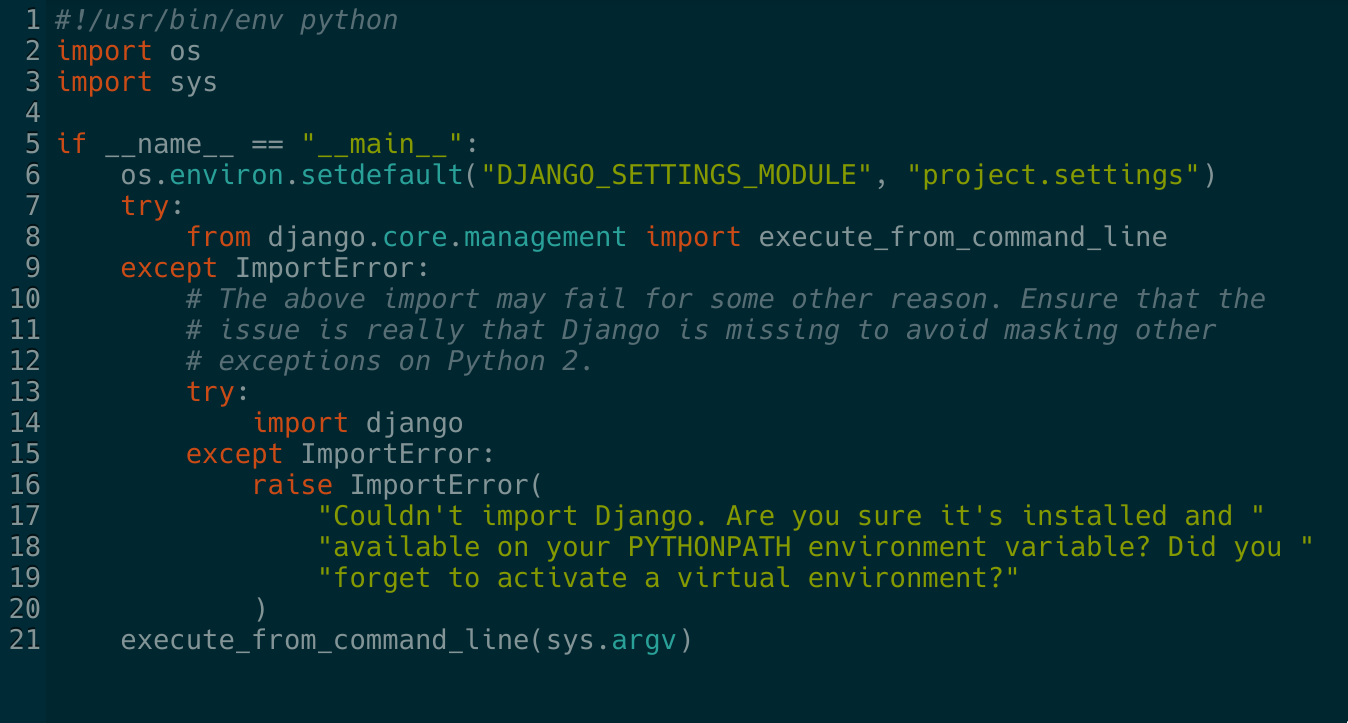 1 #!/usr/bin/env python
2 import os
3 import sys
4
5 if __name__ == "__main__":
6     os.environ.setdefault("DJANGO_SETTINGS_MODULE", "project.settings")
7     try:
8         from django.core.management import execute_from_command_line
9     except ImportError:
10         # The above import may fail for some other reason. Ensure that the
11         # issue is really that Django is missing to avoid masking other
12         # exceptions on Python 2.
13         try:
14             import django
15         except ImportError:
16             raise ImportError(
17                 "Couldn't import Django. Are you sure it's installed and "
18                 "available on your PYTHONPATH environment variable? Did you "
19                 "forget to activate a virtual environment?"
20             )
21     execute_from_command_line(sys.argv)